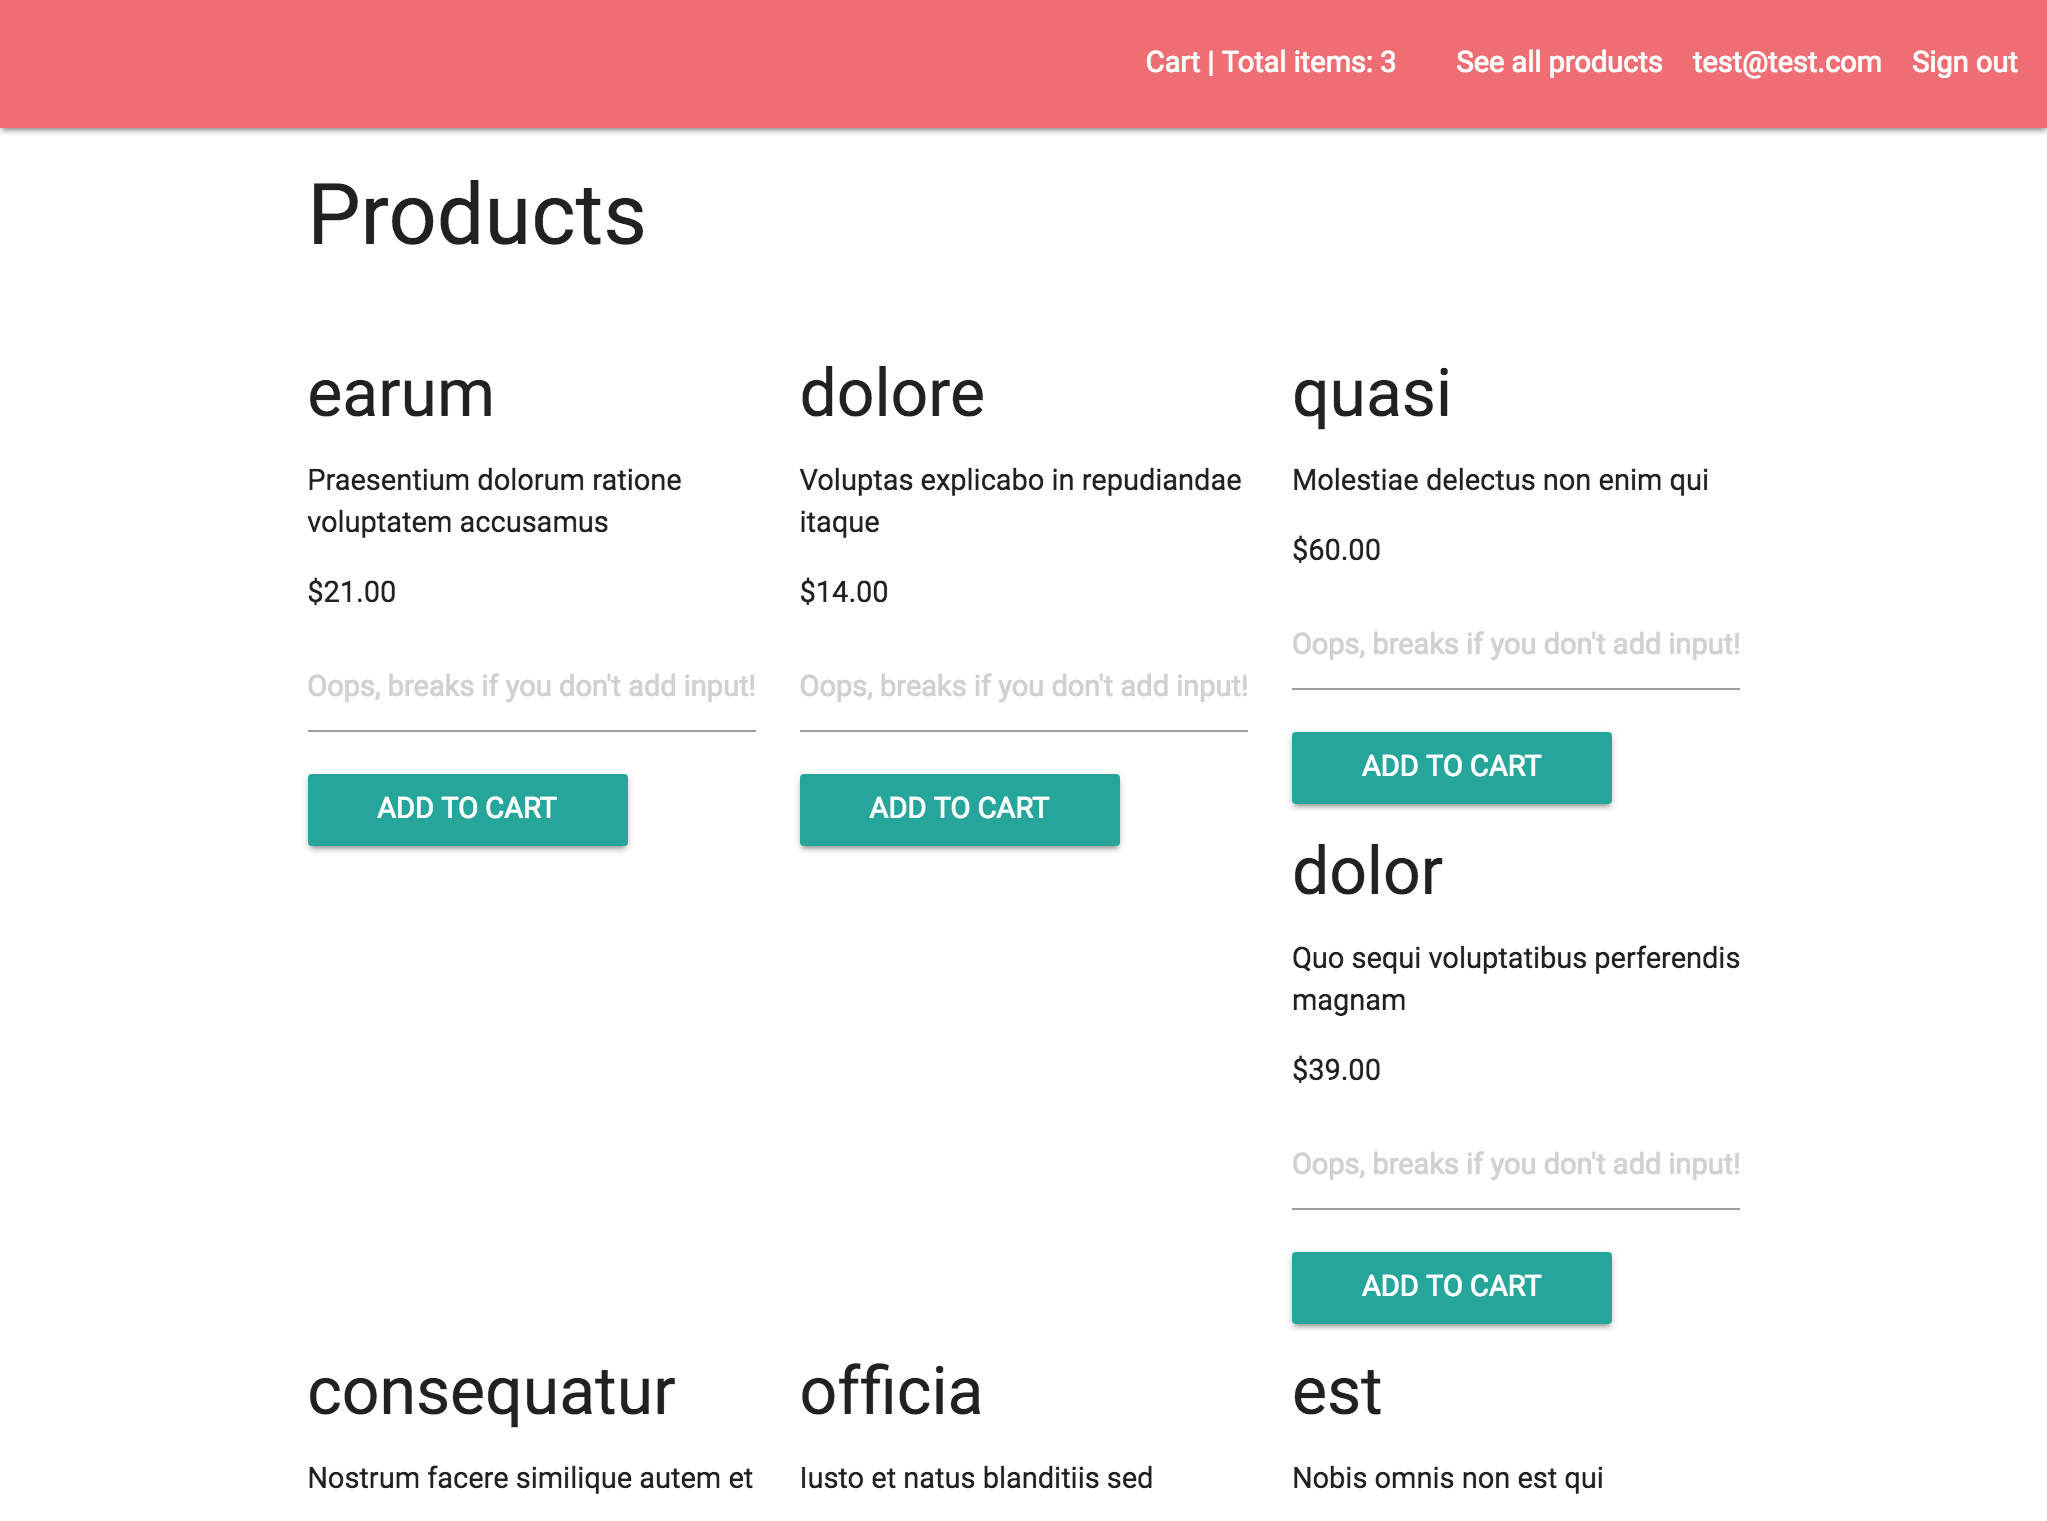 Cart | Total items: 3 See all products test@test.com Sign out
Products
earum
Praesentium dolorum ratione
voluptatem accusamus
$21.00
Oops, breaks if you don't add input!
ADD TO CART
dolore
Voluptas explicabo in repudiandae
itaque
$14.00
Oops, breaks if you don't add input!
ADD TO CART
quasi
Molestiae delectus non enim qui
$60.00
Oops, breaks if you don't add input!
ADD TO CART
dolor
Quo sequi voluptatibus perferendis
magnam
$39.00
Oops, breaks if you don't add input!
ADD TO CART
consequatur
Nostrum facere similique autem et
officia
Iusto et natus blanditiis sed
est
Nobis omnis non est qui